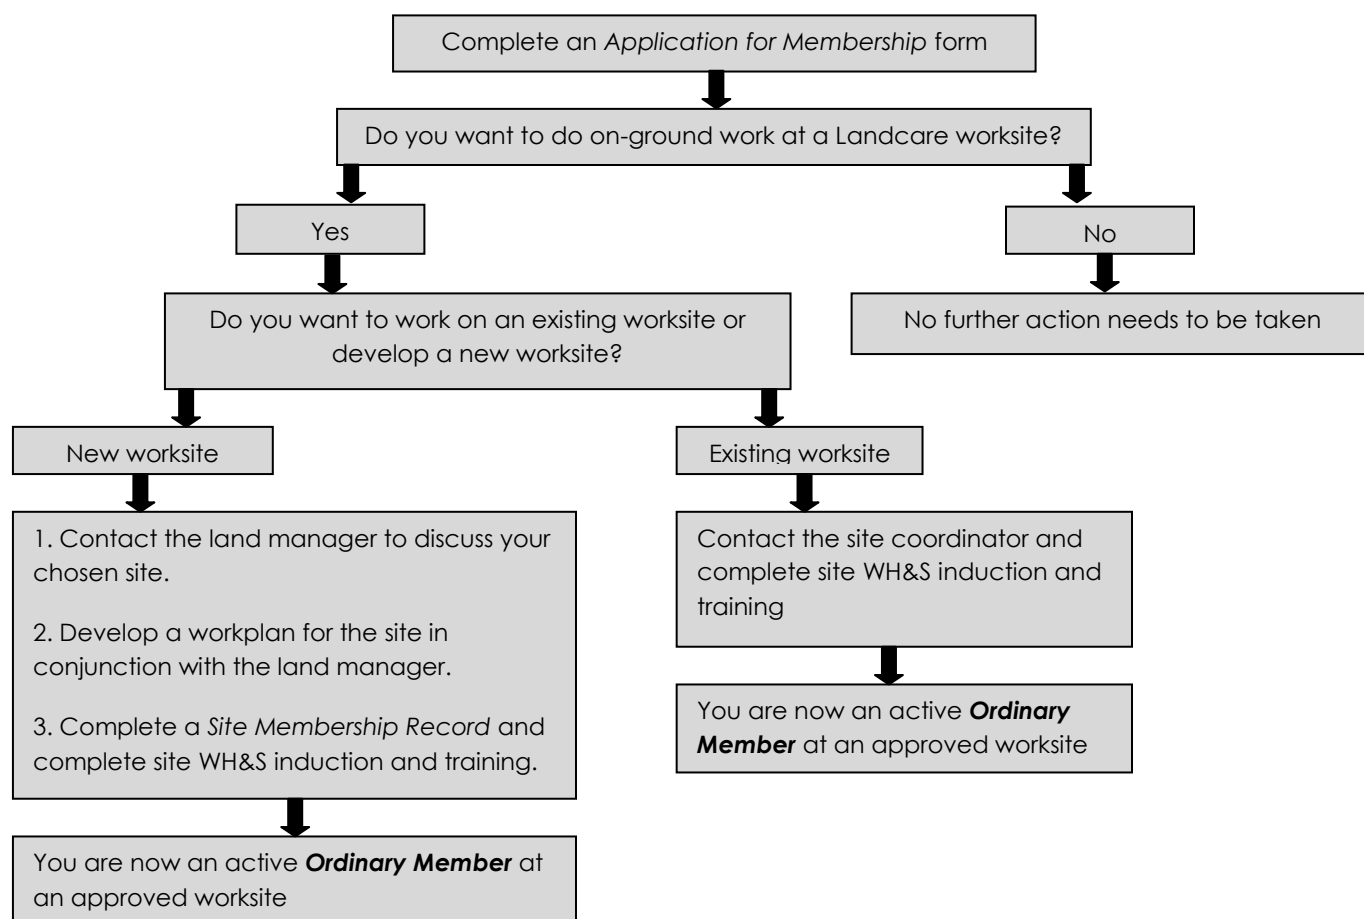 Complete an Application for Membership form
Do you want to do on-ground work at a Landcare worksite?
Yes
No
Do you want to work on an existing worksite or
develop a new worksite?
No further action needs to be taken
New worksite
Existing worksite
1. Contact the land manager to discuss your
chosen site.
2. Develop a workplan for the site in
conjunction with the land manager.
3. Complete a Site Membership Record and
complete site WH&S induction and training.
Contact the site coordinator and
complete site WH&S induction and
training
You are now an active Ordinary
Member at an approved worksite
You are now an active Ordinary Member at
an approved worksite